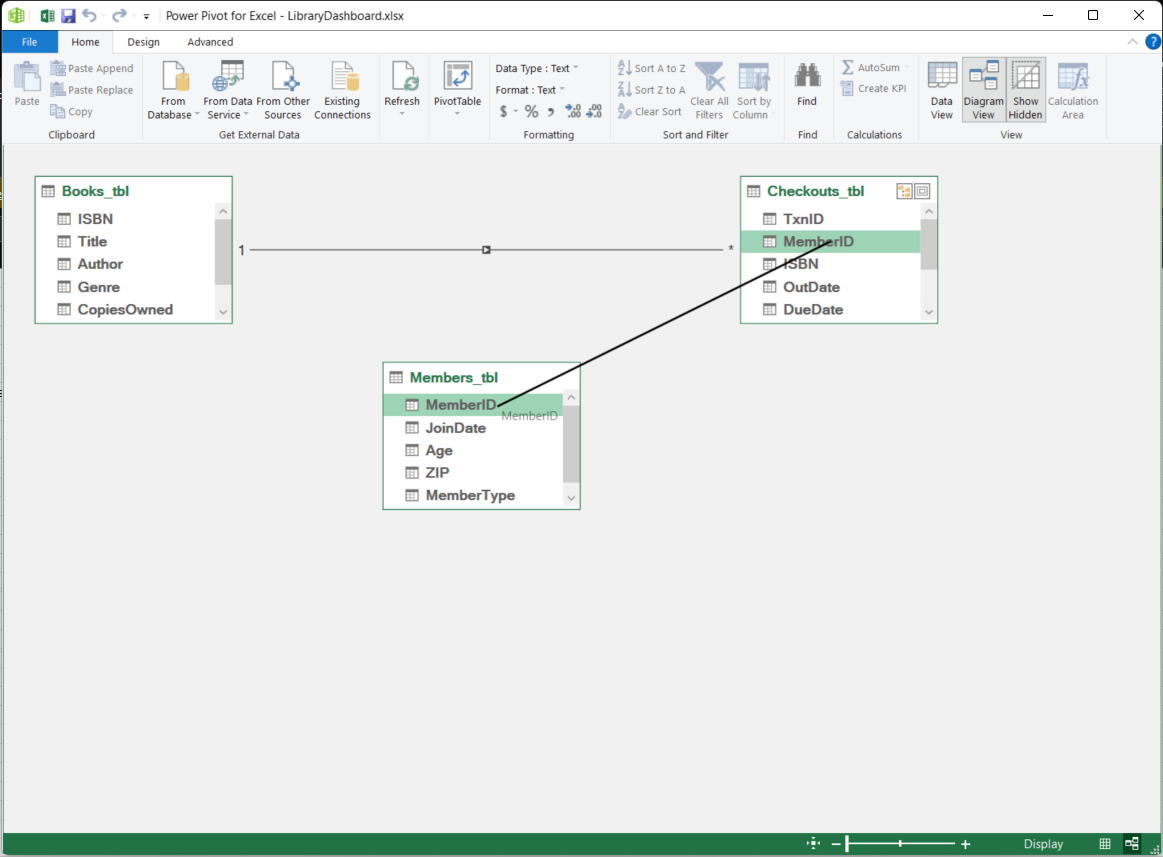 Power Pivot for Excel - LibraryDashboard.xlsx
File Home Design Advanced
Paste
Paste Append
Paste Replace
Copy
Clipboard
From Database
From Data Service
From Other Sources
Existing Connections
Get External Data
Refresh
PivotTable
Data Type : Text
Format : Text
$ % ,
.00
.00
Formatting
Sort A to Z
Sort Z to A
Clear Sort
Clear All Filters
Sort by Column
Sort and Filter
Find
Find
AutoSum
Create KPI
Calculations
Data View
Diagram View
Show Hidden
Calculation Area
View
Books_tbl
ISBN
Title
Author
Genre
CopiesOwned
1
*
Checkouts_tbl
TxnID
MemberID
ISBN
OutDate
DueDate
Members_tbl
MemberID
MemberID
JoinDate
Age
ZIP
MemberType
Display